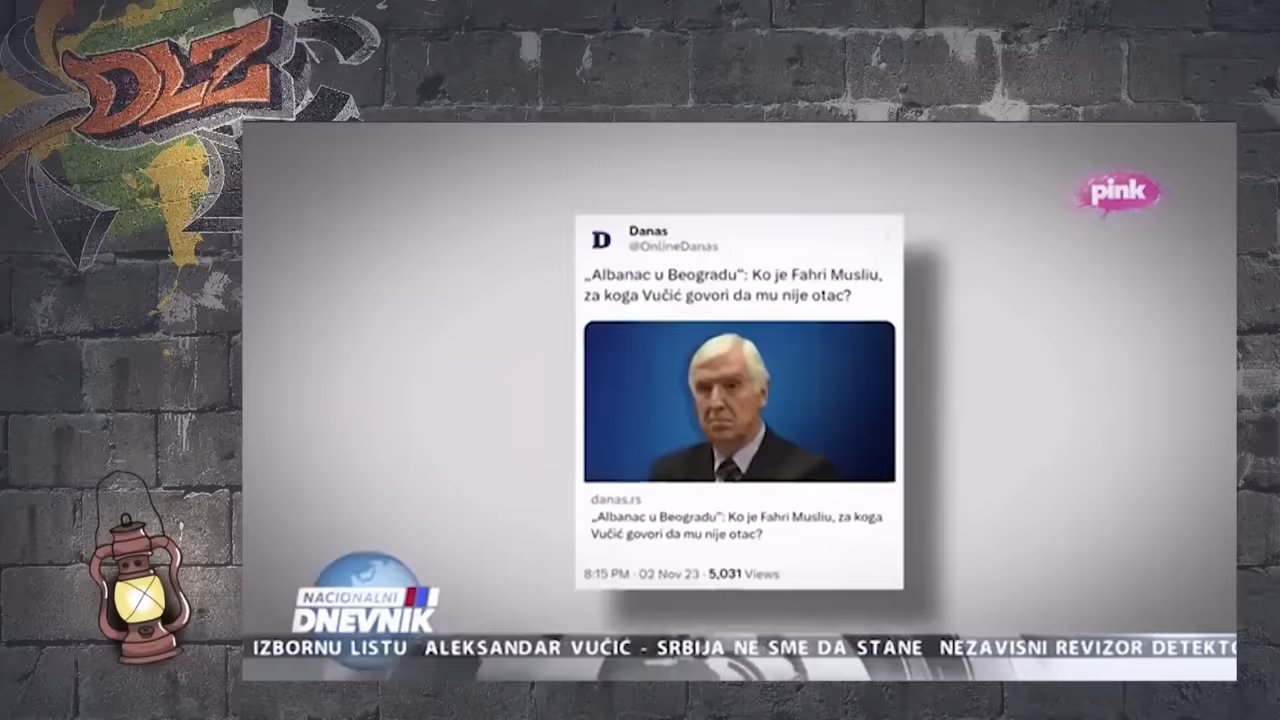 DLZ
pink
D
Danas
@OnlineDanas
„Albanac u Beogradu“: Ko je Fahri Musliu,
za koga Vučić govori da mu nije otac?
danas.rs
„Albanac u Beogradu“: Ko je Fahri Musliu, za koga
Vučić govori da mu nije otac?
8:15 PM · 02 Nov 23 · 5,031 Views
NACIONALNI
DNEVNIK
IZBORNU LISTU ALEKSANDAR VUČIĆ - SRBIJA NE SME DA STANE NEZAVISNI REVIZOR DETEKTO